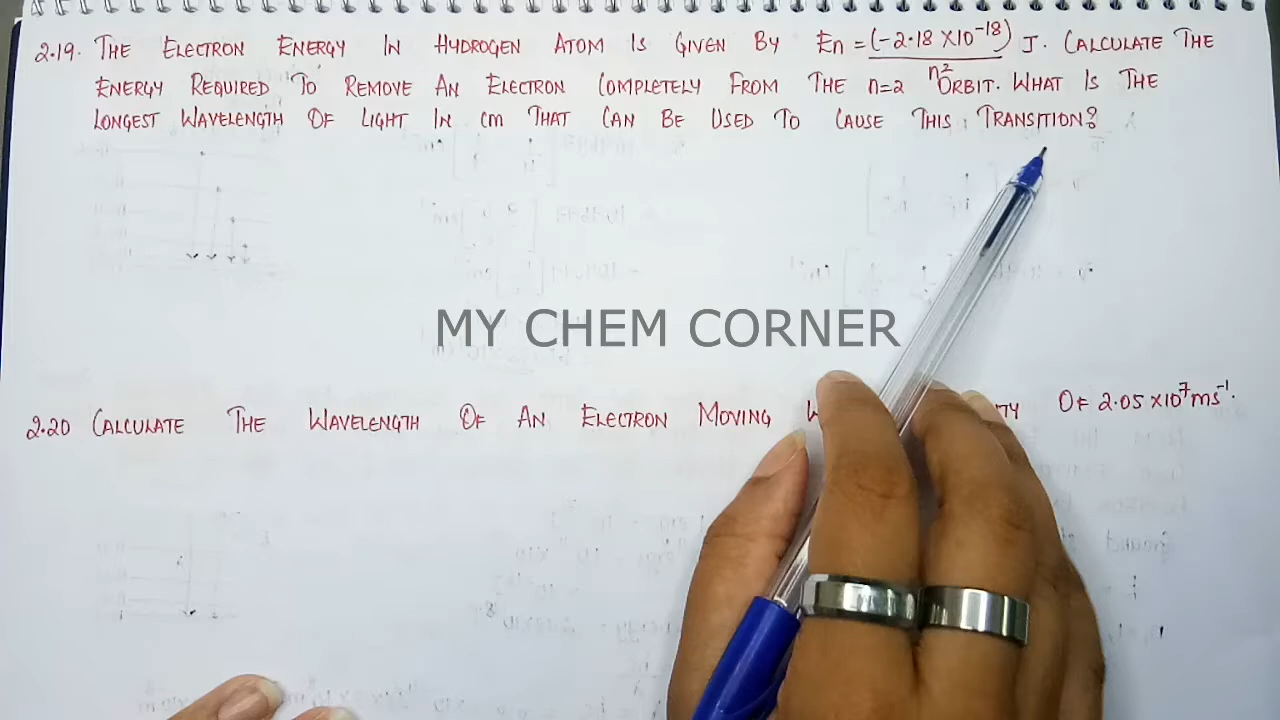 2.19. THE ELECTRON ENERGY IN HYDROGEN ATOM IS GIVEN BY En = (-2.18 ×10⁻¹⁸) J. CALCULATE THE
n²
ENERGY REQUIRED TO REMOVE AN ELECTRON COMPLETELY FROM THE n=2 ORBIT. WHAT IS THE
LONGEST WAVELENGTH OF LIGHT IN cm THAT CAN BE USED TO CAUSE THIS TRANSITION?
MY CHEM CORNER
2.20 CALCULATE THE WAVELENGTH OF AN ELECTRON MOVING OF 2.05 ×10⁷ ms⁻¹.